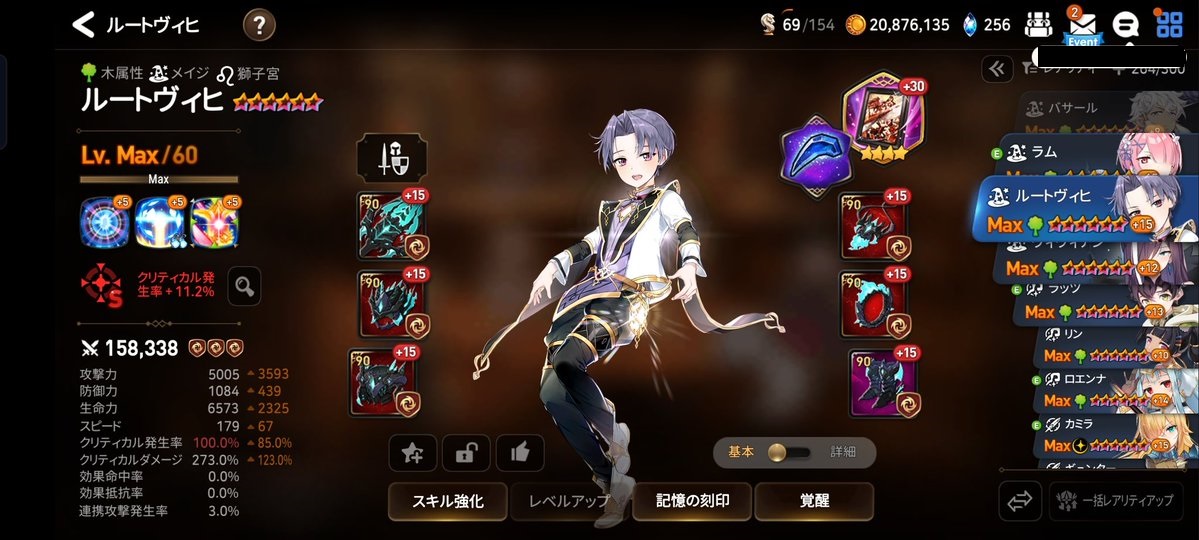 ルートヴィヒ
?
69/154
20,876,135
256
2
Event
木属性 メイジ 獅子宮
ルートヴィヒ
Lv. Max/60
Max
+5 +5 +5
S
クリティカル発
生率 + 11.2%
158,338
攻撃力 5005 3593
防御力 1084 439
生命力 6573 2325
スピード 179 67
クリティカル発生率 100.0% 85.0%
クリティカルダメージ 273.0% 123.0%
効果命中率 0.0%
効果抵抗率 0.0%
連携攻撃発生率 3.0%
90 +15
90 +15
90 +15
+30
90 +15
90 +15
90 +15
基本 詳細
スキル強化
レベルアップ
記憶の刻印
覚醒
バサール
Max
E ラム
ルートヴィヒ
Max +15
Max +12
E ラッツ
Max +13
リン
Max +10
E ロエンナ
Max +14
E カミラ
Max +15
一括レアリティアップ